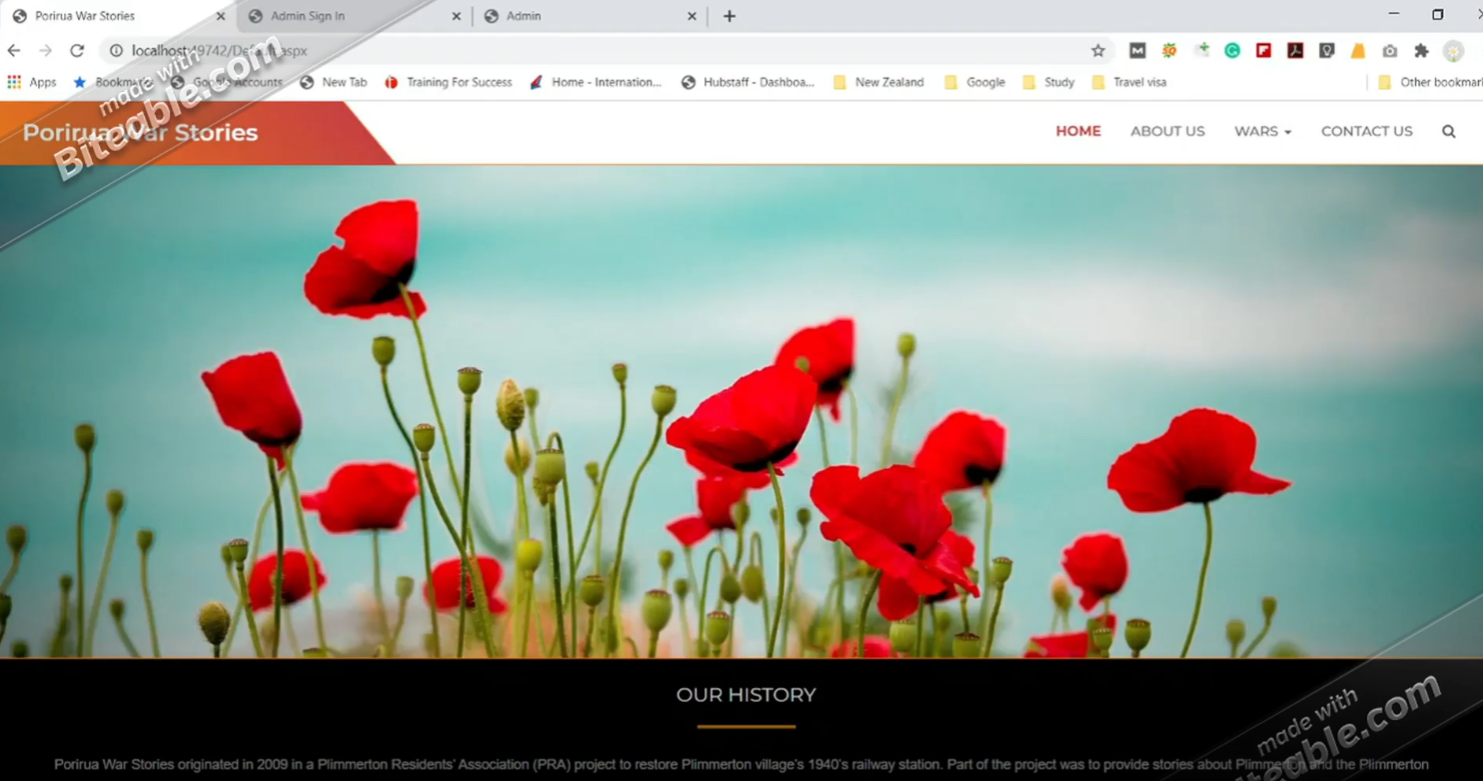 Porirua War Stories
Admin Sign In
Admin
localhost:49742/Default.aspx
Apps
Google Accounts
New Tab
Training For Success
Home - Internation...
Hubstaff - Dashboa...
New Zealand
Google
Study
Travel visa
Other bookmar
made with
Biteable.com
Porirua War Stories
HOME
ABOUT US
WARS
CONTACT US
OUR HISTORY
Porirua War Stories originated in 2009 in a Plimmerton Residents' Association (PRA) project to restore Plimmerton village's 1940's railway station. Part of the project was to provide stories about Plimmerton and the Plimmerton
made with
Biteable.com